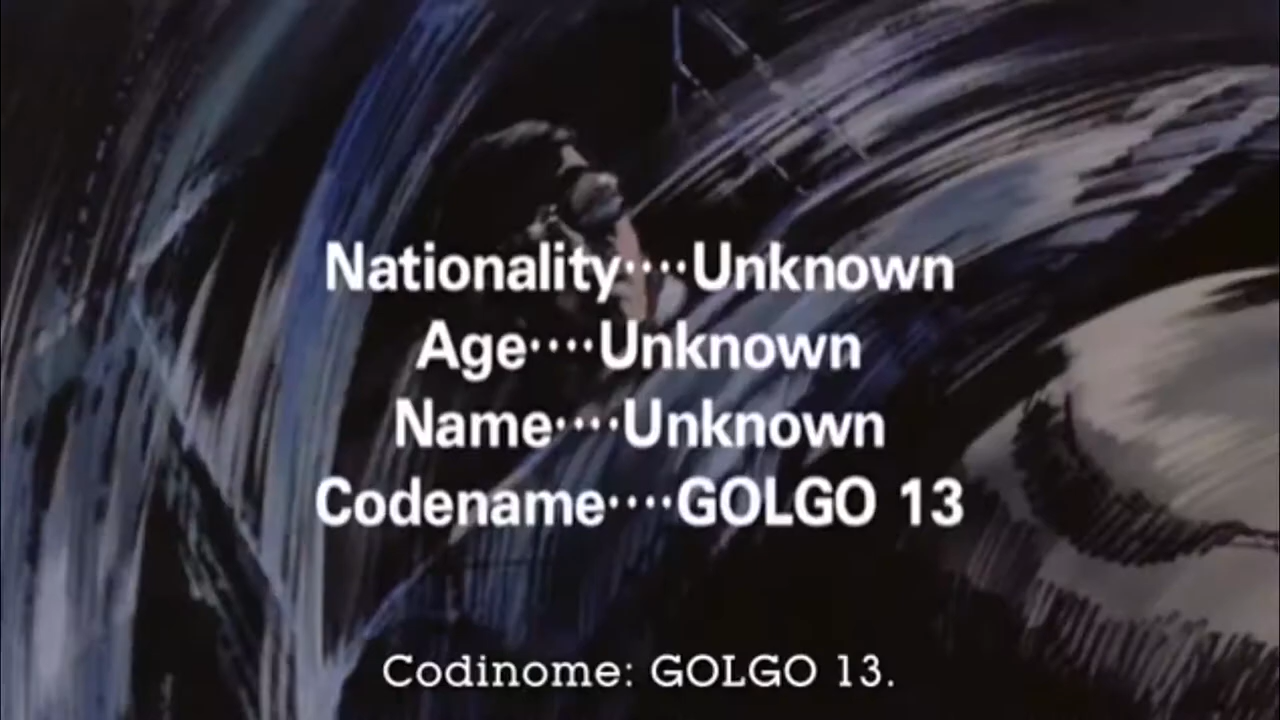 Nationality····Unknown
Age····Unknown
Name····Unknown
Codename····GOLGO 13
Codinome: GOLGO 13.